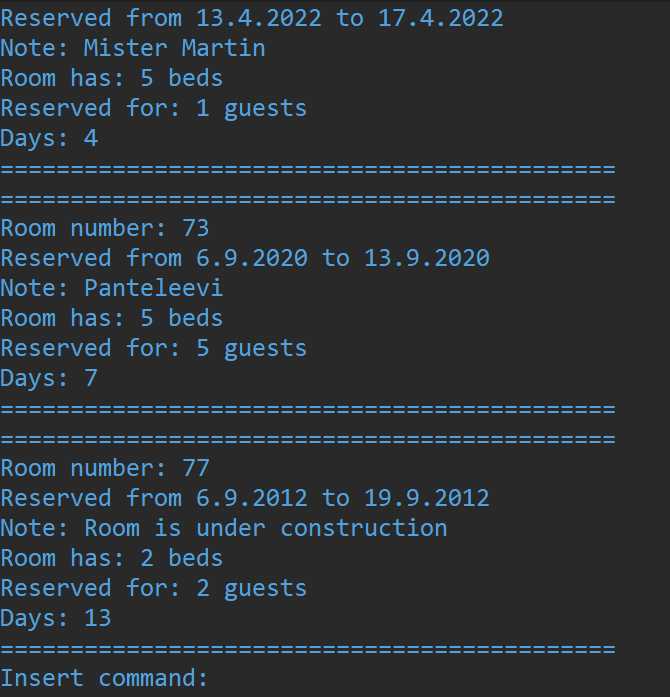 Reserved from 13.4.2022 to 17.4.2022
Note: Mister Martin
Room has: 5 beds
Reserved for: 1 guests
Days: 4
============================================
============================================
Room number: 73
Reserved from 6.9.2020 to 13.9.2020
Note: Panteleevi
Room has: 5 beds
Reserved for: 5 guests
Days: 7
============================================
============================================
Room number: 77
Reserved from 6.9.2012 to 19.9.2012
Note: Room is under construction
Room has: 2 beds
Reserved for: 2 guests
Days: 13
============================================
Insert command: